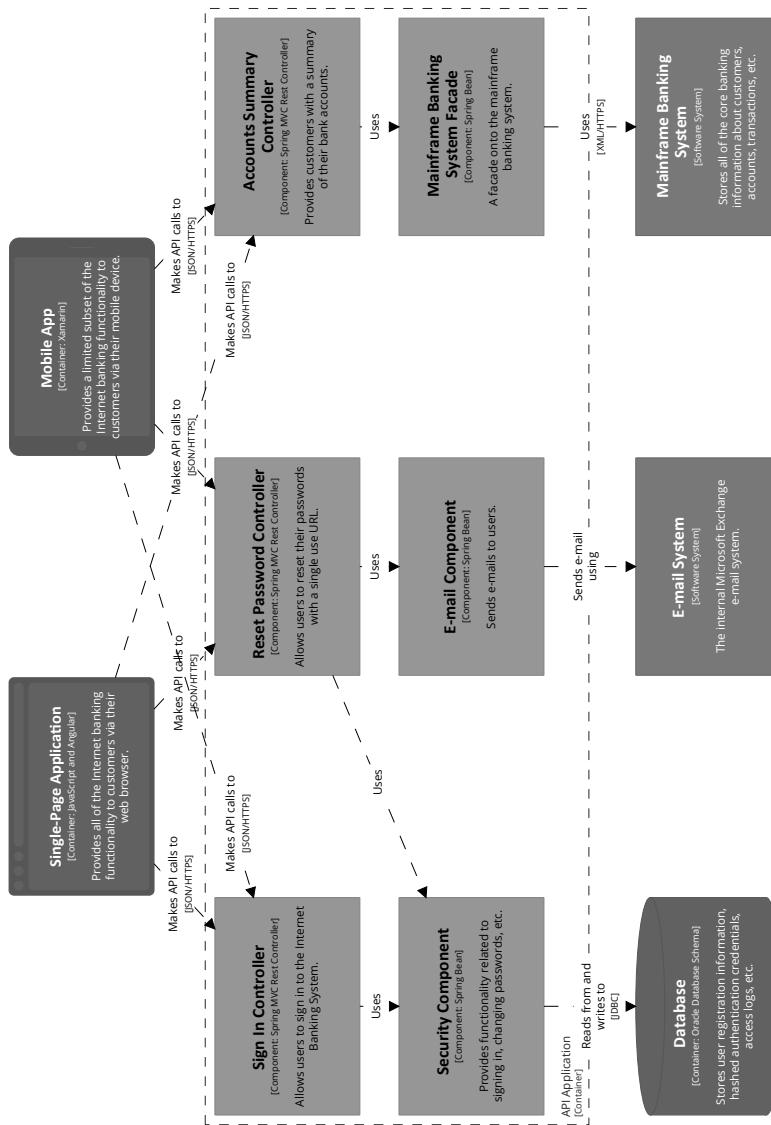 Single-Page Application
[Container: JavaScript and Angular]
Provides all of the Internet banking
functionality to customers via their
web browser.
Mobile App
[Container: Xamarin]
Provides a limited subset of the
Internet banking functionality to
customers via their mobile device.
Makes API calls to
[JSON/HTTPS]
Makes API calls to
[JSON/HTTPS]
Makes API calls to
[JSON/HTTPS]
Makes API calls to
[JSON/HTTPS]
Makes API calls to
[JSON/HTTPS]
Makes API calls to
[JSON/HTTPS]
Sign In Controller
[Component: Spring MVC Rest Controller]
Allows users to sign in to the Internet
Banking System.
Reset Password Controller
[Component: Spring MVC Rest Controller]
Allows users to reset their passwords
with a single use URL.
Accounts Summary
Controller
[Component: Spring MVC Rest Controller]
Provides customers with a summary
of their bank accounts.
Uses
Uses
Uses
Uses
Security Component
[Component: Spring Bean]
Provides functionality related to
signing in, changing passwords, etc.
E-mail Component
[Component: Spring Bean]
Sends e-mails to users.
Mainframe Banking
System Facade
[Component: Spring Bean]
A facade onto the mainframe
banking system.
API Application
[Container]
Reads from and
writes to
[JDBC]
Sends e-mail
using
Uses
[XML/HTTPS]
Database
[Container: Oracle Database Schema]
Stores user registration information,
hashed authentication credentials,
access logs, etc.
E-mail System
[Software System]
The internal Microsoft Exchange
e-mail system.
Mainframe Banking
System
[Software System]
Stores all of the core banking
information about customers,
accounts, transactions, etc.